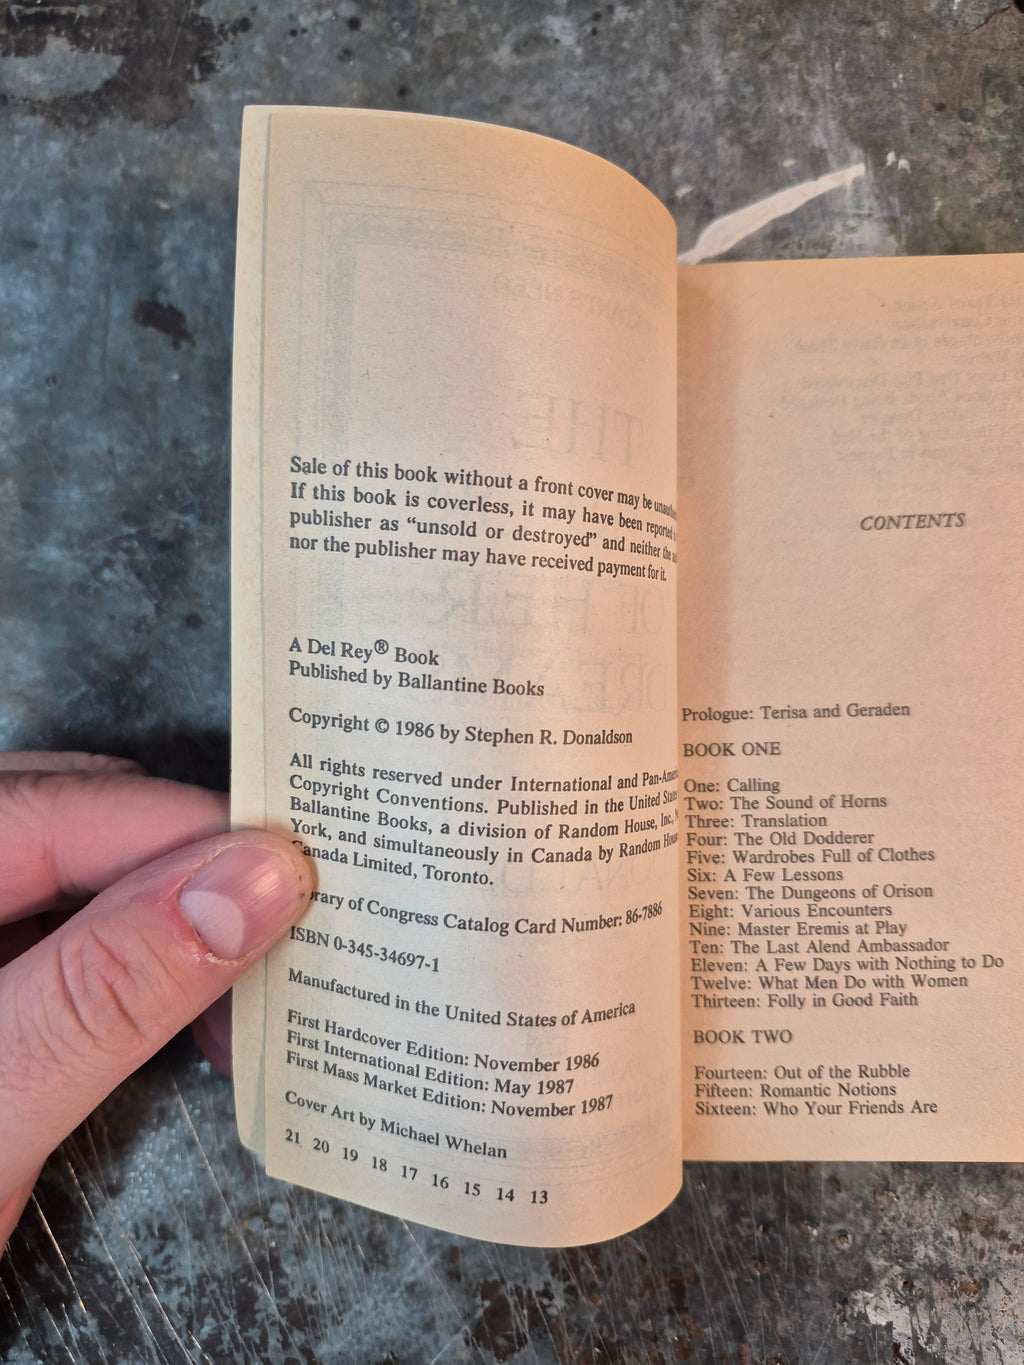 Sale of this book without a front cover may be
If this book is coverless, it may have been reported
publisher as “unsold or destroyed” and neither the
nor the publisher may have received payment for it.
A Del Rey® Book
Published by Ballantine Books
Copyright © 1986 by Stephen R. Donaldson
All rights reserved under International and
Copyright Conventions. Published in the United
Ballantine Books, a division of Random House, Inc.,
York, and simultaneously in Canada by Random
Canada Limited, Toronto.
of Congress Catalog Card Number: 86-7886
ISBN 0-345-34697-1
Manufactured in the United States of America
First Hardcover Edition: November 1986
First International Edition: May 1987
First Mass Market Edition: November 1987
Cover Art by Michael Whelan
21 20 19 18 17 16 15 14 13
CONTENTS
Prologue: Terisa and Geraden
BOOK ONE
One: Calling
Two: The Sound of Horns
Three: Translation
Four: The Old Dodderer
Five: Wardrobes Full of Clothes
Six: A Few Lessons
Seven: The Dungeons of Orison
Eight: Various Encounters
Nine: Master Eremis at Play
Ten: The Last Alend Ambassador
Eleven: A Few Days with Nothing to Do
Twelve: What Men Do with Women
Thirteen: Folly in Good Faith
BOOK TWO
Fourteen: Out of the Rubble
Fifteen: Romantic Notions
Sixteen: Who Your Friends Are